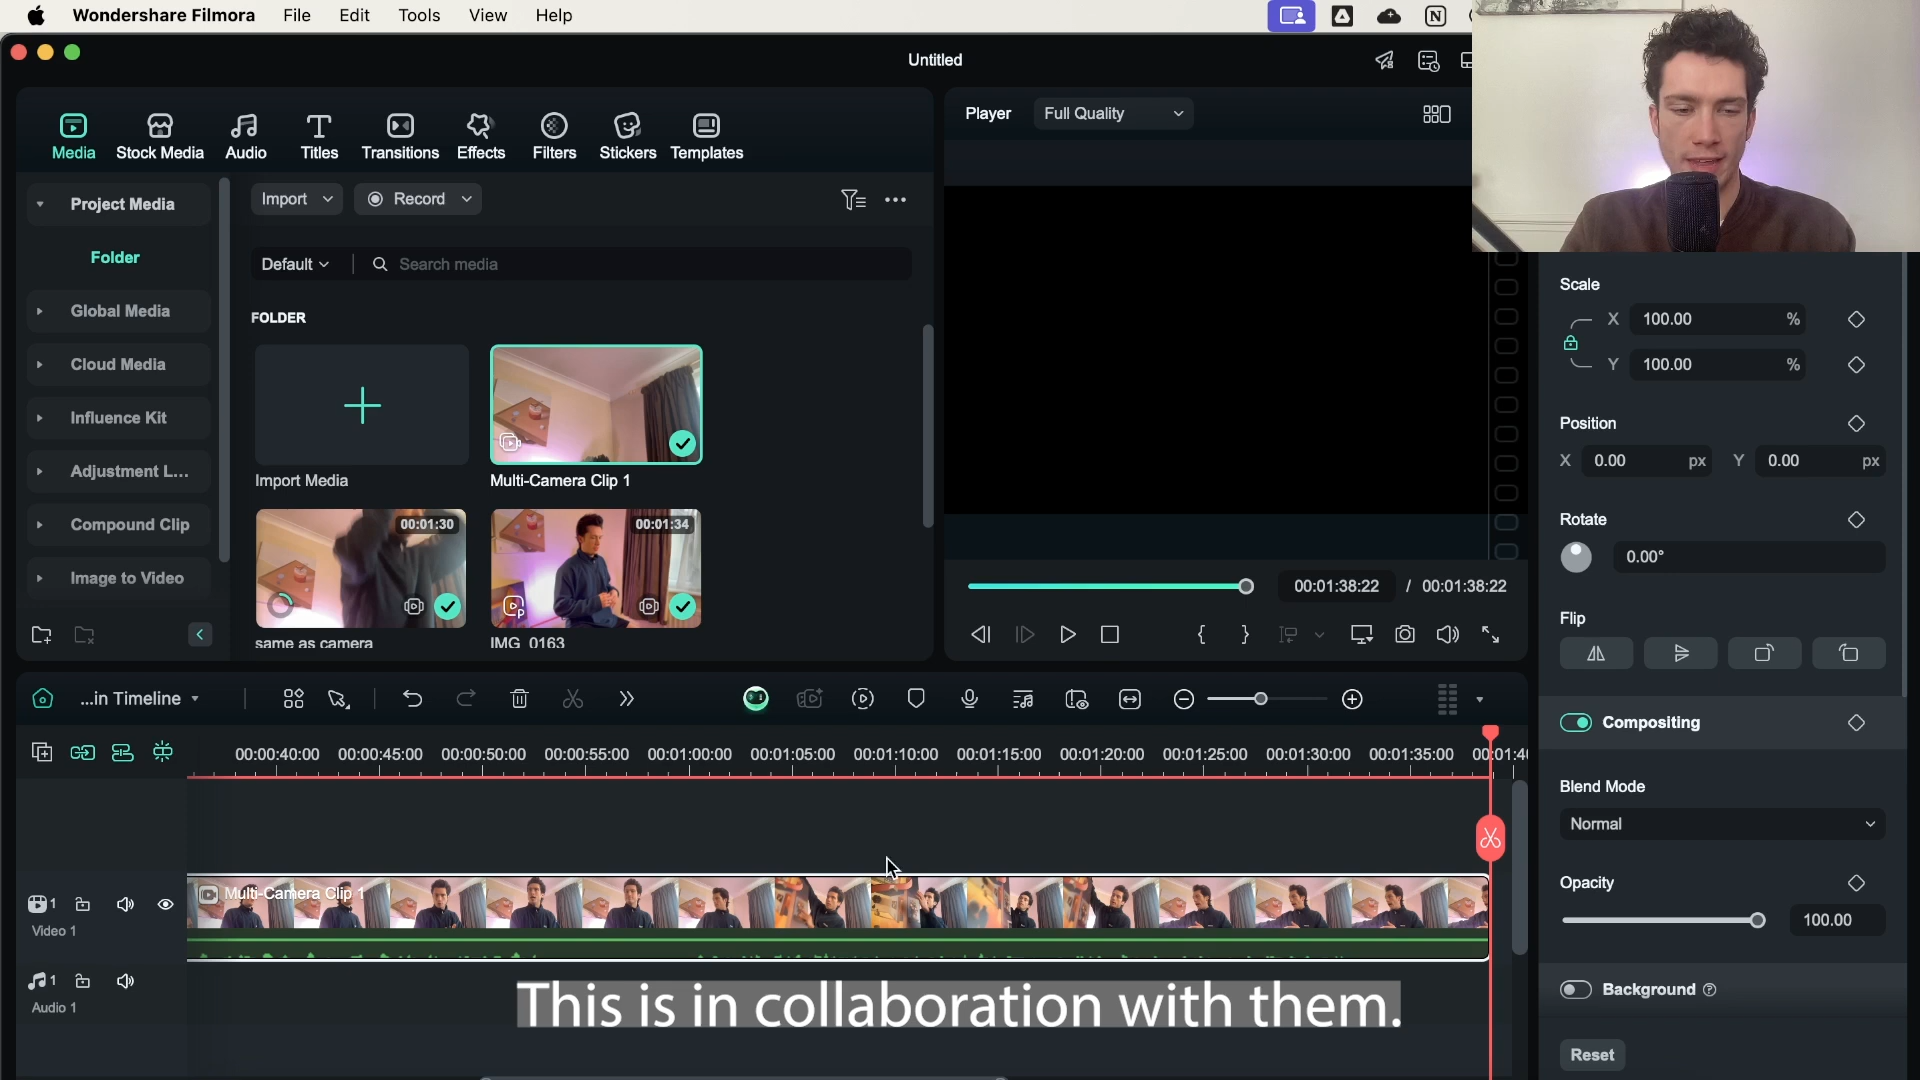 Wondershare Filmora File Edit Tools View Help
Untitled
Media Stock Media Audio Titles Transitions Effects Filters Stickers Templates
Player Full Quality
Project Media
Folder
Global Media
Cloud Media
Influence Kit
Adjustment L...
Compound Clip
Image to Video
Import Record
Default Search media
FOLDER
Import Media
Multi-Camera Clip 1
00:01:30
00:01:34
same as camera
IMG_0163
00:01:38:22 / 00:01:38:22
Scale
X 100.00 %
Y 100.00 %
Position
X 0.00 px Y 0.00 px
Rotate
0.00°
Flip
Compositing
Blend Mode
Normal
Opacity
100.00
Background
Reset
...in Timeline
00:00:40:00 00:00:45:00 00:00:50:00 00:00:55:00 00:01:00:00 00:01:05:00 00:01:10:00 00:01:15:00 00:01:20:00 00:01:25:00 00:01:30:00 00:01:35:00
Multi-Camera Clip 1
1
Video 1
1
Audio 1
This is in collaboration with them.